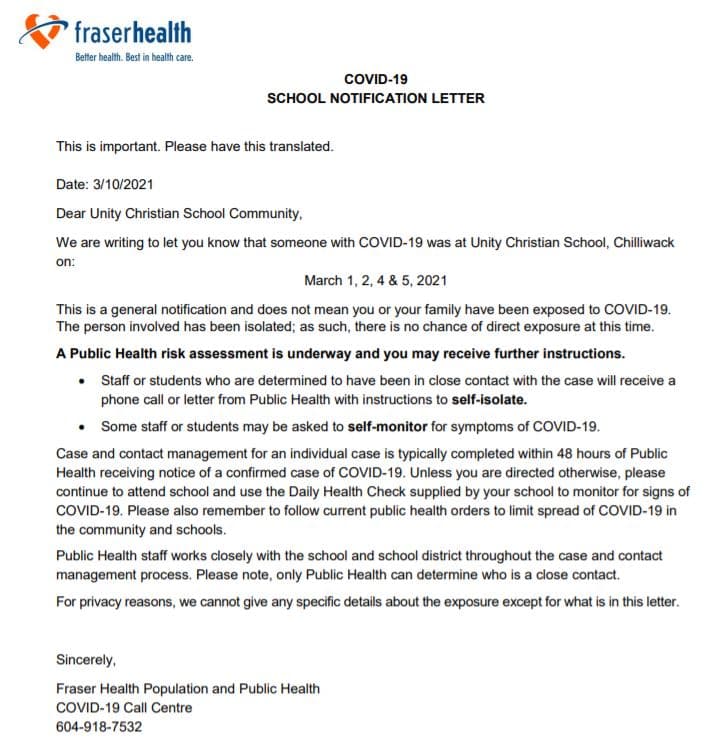 fraserhealth
Better health. Best in health care.
COVID-19
SCHOOL NOTIFICATION LETTER
This is important. Please have this translated.
Date: 3/10/2021
Dear Unity Christian School Community,
We are writing to let you know that someone with COVID-19 was at Unity Christian School, Chilliwack
on:
March 1, 2, 4 & 5, 2021
This is a general notification and does not mean you or your family have been exposed to COVID-19.
The person involved has been isolated; as such, there is no chance of direct exposure at this time.
A Public Health risk assessment is underway and you may receive further instructions.
• Staff or students who are determined to have been in close contact with the case will receive a
phone call or letter from Public Health with instructions to self-isolate.
• Some staff or students may be asked to self-monitor for symptoms of COVID-19.
Case and contact management for an individual case is typically completed within 48 hours of Public
Health receiving notice of a confirmed case of COVID-19. Unless you are directed otherwise, please
continue to attend school and use the Daily Health Check supplied by your school to monitor for signs of
COVID-19. Please also remember to follow current public health orders to limit spread of COVID-19 in
the community and schools.
Public Health staff works closely with the school and school district throughout the case and contact
management process. Please note, only Public Health can determine who is a close contact.
For privacy reasons, we cannot give any specific details about the exposure except for what is in this letter.
Sincerely,
Fraser Health Population and Public Health
COVID-19 Call Centre
604-918-7532